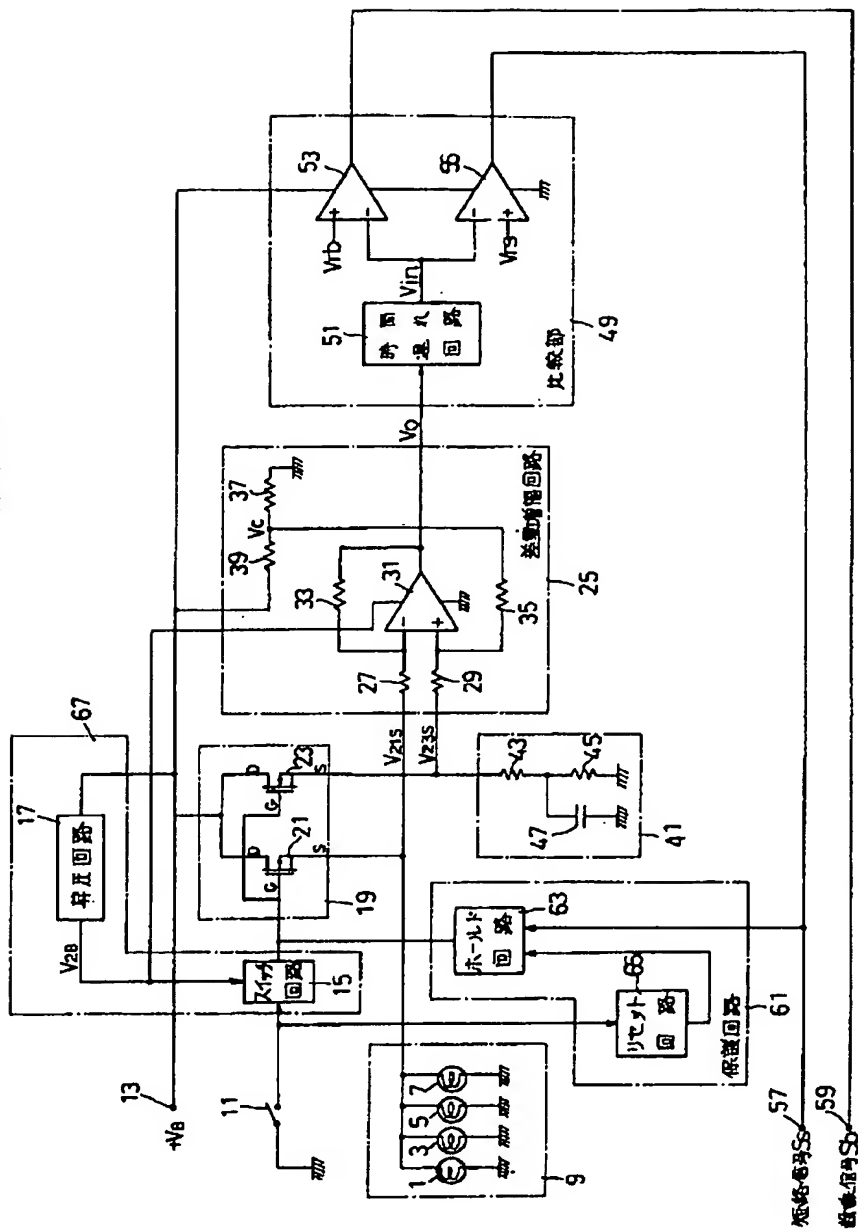 +VB
13
11
1
3
5
7
9
17
昇圧回路
V2B
67
スイッチ
回路
15
D
G
S
21
D
G
S
23
19
V21S
V23S
27
29
31
-
+
33
35
39
Vc
37
差動増幅回路
25
43
45
47
41
ホールド
回路
63
リセット
回路
65
保護回路
61
Vo
51
時間遅れ
回路
Vin
Vrb
+
-
53
-
+
Vrs
55
比較部
49
短絡信号Ss
57
断線信号Sb
59